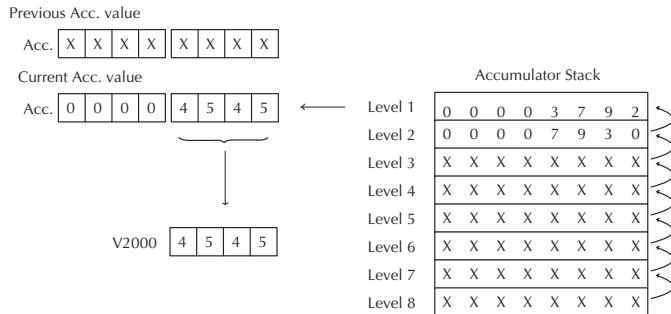 Previous Acc. value
Acc. X X X X X X X X
Current Acc. value
Acc. 0 0 0 0 4 5 4 5
V2000 4 5 4 5
Accumulator Stack
Level 1 0 0 0 0 3 7 9 2
Level 2 0 0 0 0 7 9 3 0
Level 3 X X X X X X X X
Level 4 X X X X X X X X
Level 5 X X X X X X X X
Level 6 X X X X X X X X
Level 7 X X X X X X X X
Level 8 X X X X X X X X